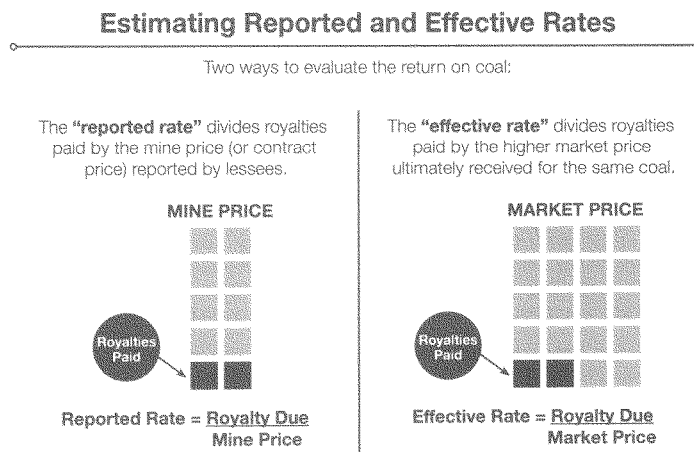 Estimating Reported and Effective Rates
Two ways to evaluate the return on coal:
The “reported rate” divides royalties
paid by the mine price (or contract
price) reported by lessees.
MINE PRICE
Royalties
Paid
Reported Rate = Royalty Due
Mine Price
The “effective rate” divides royalties
paid by the higher market price
ultimately received for the same coal.
MARKET PRICE
Royalties
Paid
Effective Rate = Royalty Due
Market Price